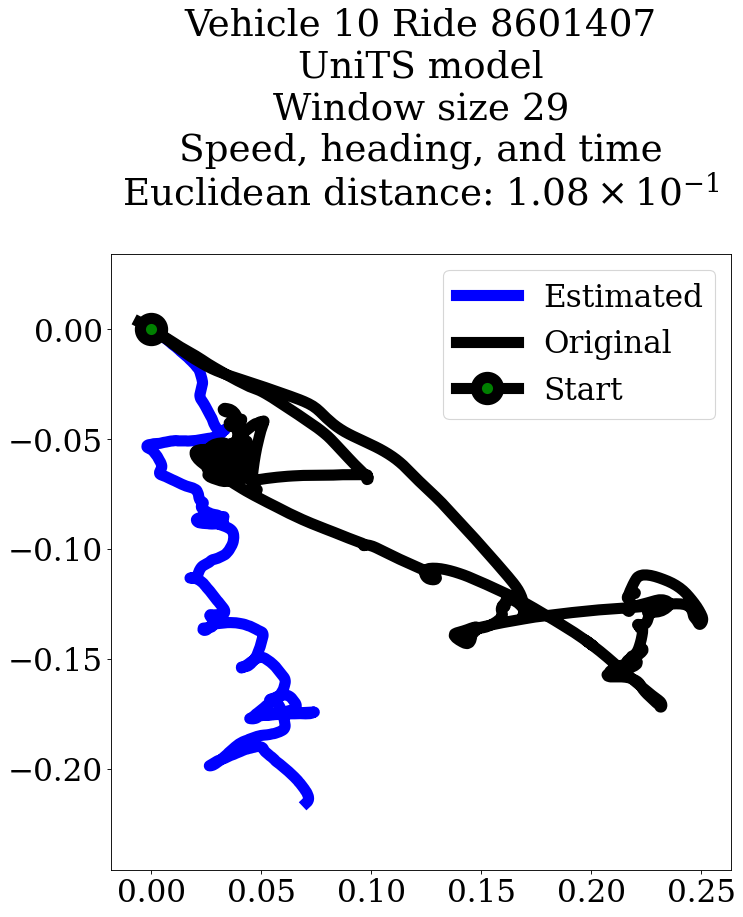 Vehicle 10 Ride 8601407
UniTS model
Window size 29
Speed, heading, and time
Euclidean distance: 1.08 × 10⁻¹
Estimated
Original
Start
0.00
−0.05
−0.10
−0.15
−0.20
0.00 0.05 0.10 0.15 0.20 0.25